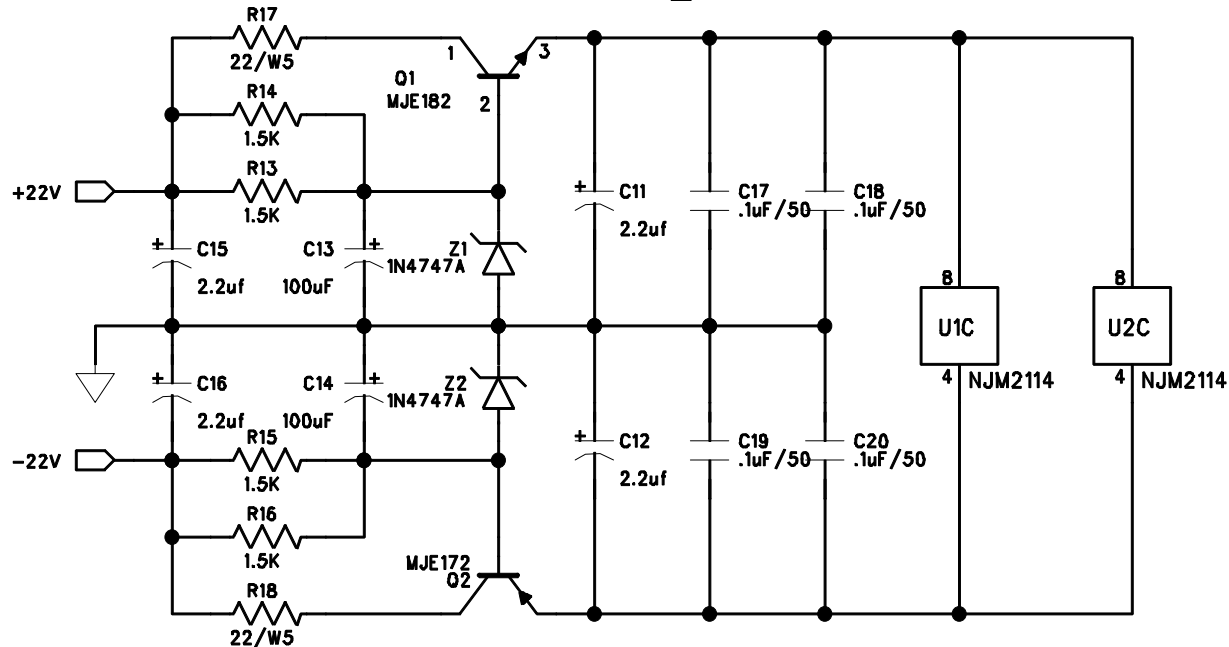 R17
22/W5
1
3
Q1
MJE182
2
R14
1.5K
R13
1.5K
+22V
+
C15
2.2uf
C13
100uF
+
1N4747A
Z1
+
C11
2.2uf
C17
.1uF/50
C18
.1uF/50
8
U1C
4
NJM2114
8
U2C
4
NJM2114
+
C16
2.2uf
C14
100uF
+
1N4747A
Z2
-22V
R15
1.5K
R16
1.5K
+
C12
2.2uf
C19
.1uF/50
C20
.1uF/50
MJE172
Q2
R18
22/W5